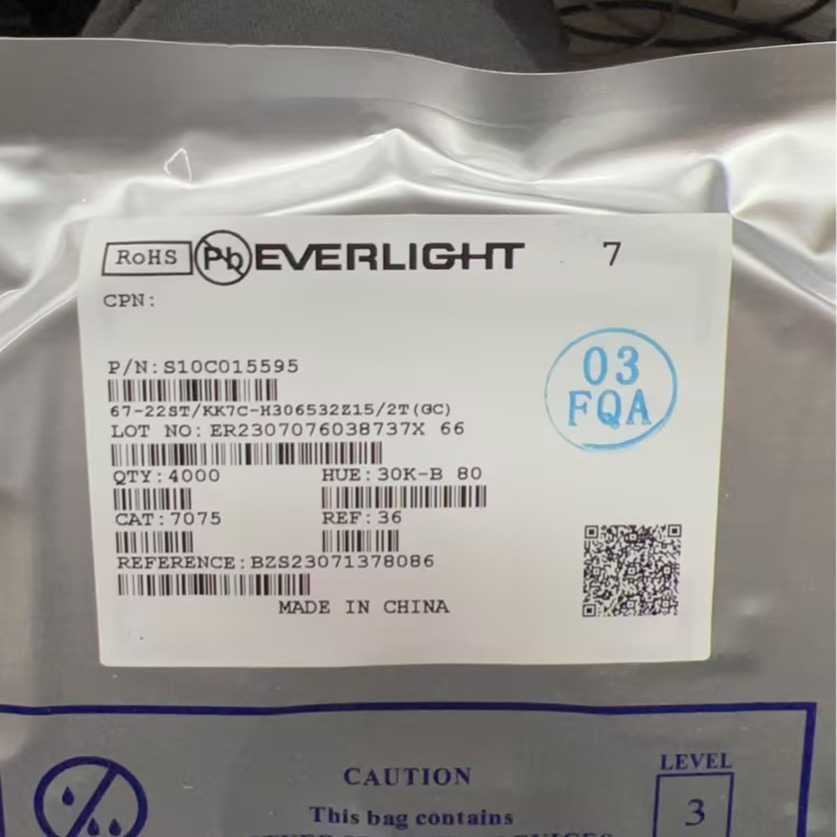 RoHS Pb EVERLIGHT 7
CPN:
P/N:S10C015595
67-22ST/KK7C-H306532Z15/2T(GC)
LOT NO:ER2307076038737X 66
QTY:4000 HUE:30K-B 80
CAT:7075 REF:36
REFERENCE:BZS23071378086
MADE IN CHINA
03
FQA
CAUTION
This bag contains
LEVEL
3